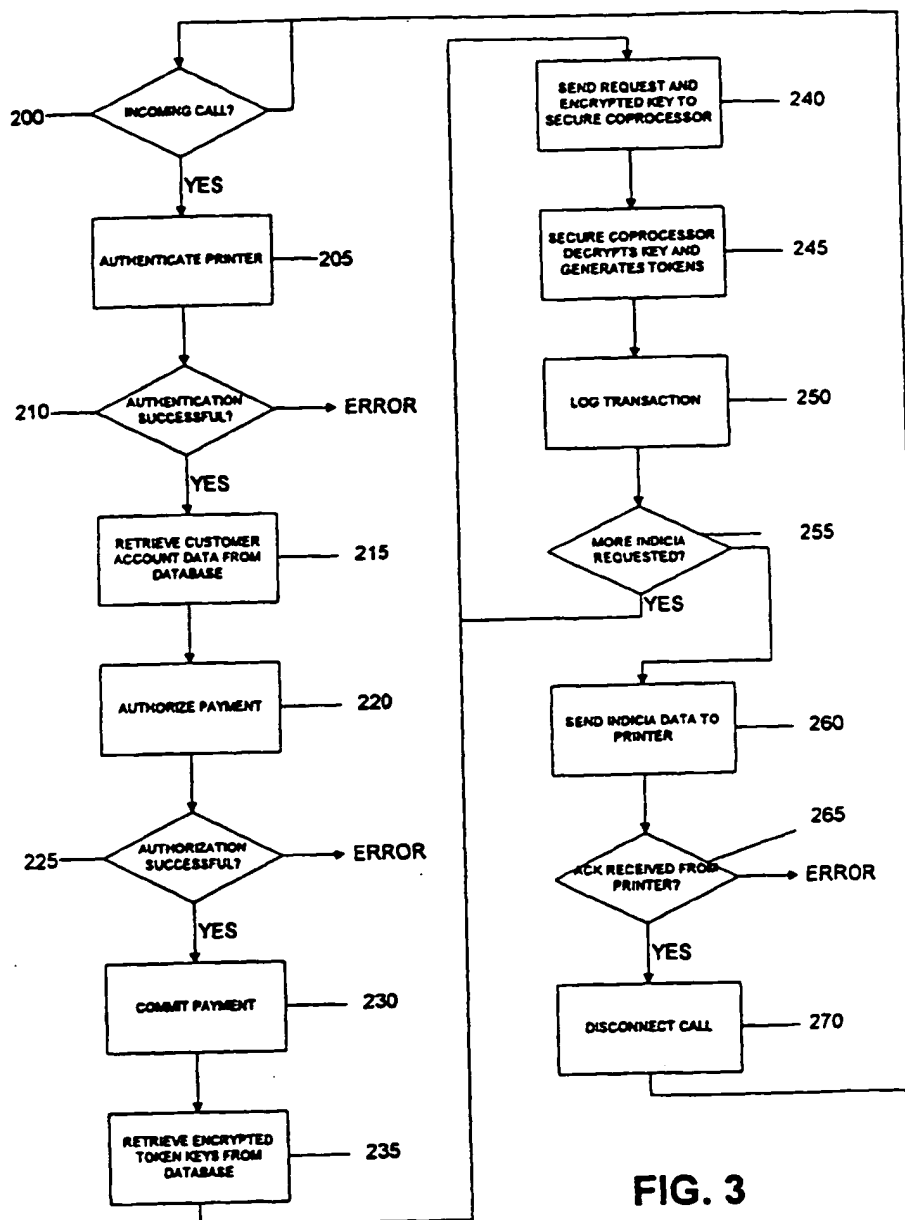 INCOMING CALL?
200
YES
AUTHENTICATE PRINTER
205
AUTHENTICATION
SUCCESSFUL?
210
ERROR
YES
RETRIEVE CUSTOMER
ACCOUNT DATA FROM
DATABASE
215
AUTHORIZE PAYMENT
220
AUTHORIZATION
SUCCESSFUL?
225
ERROR
YES
COMMIT PAYMENT
230
RETRIEVE ENCRYPTED
TOKEN KEYS FROM
DATABASE
235
SEND REQUEST AND
ENCRYPTED KEY TO
SECURE COPROCESSOR
240
SECURE COPROCESSOR
DECRYPTS KEY AND
GENERATES TOKENS
245
LOG TRANSACTION
250
MORE INDICIA
REQUESTED?
255
YES
SEND INDICIA DATA TO
PRINTER
260
265
ACK RECEIVED FROM
PRINTER?
ERROR
YES
DISCONNECT CALL
270
FIG. 3